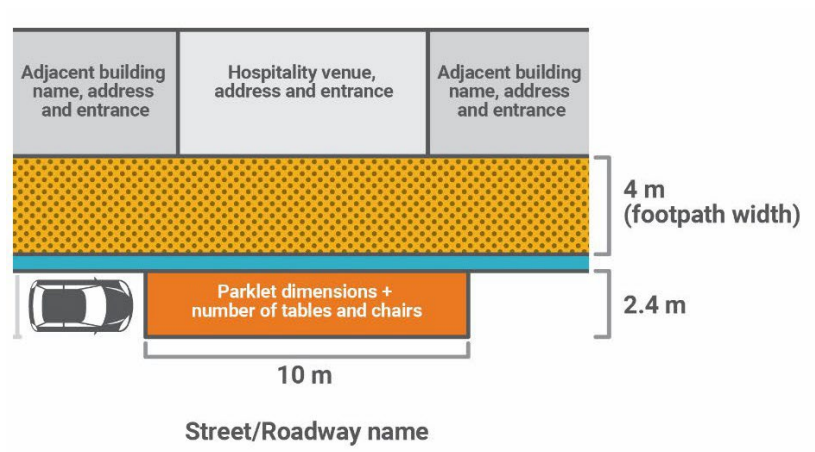 Adjacent building
name, address
and entrance
Hospitality venue,
address and entrance
Adjacent building
name, address
and entrance
4 m
(footpath width)
Parklet dimensions +
number of tables and chairs
2.4 m
10 m
Street/Roadway name